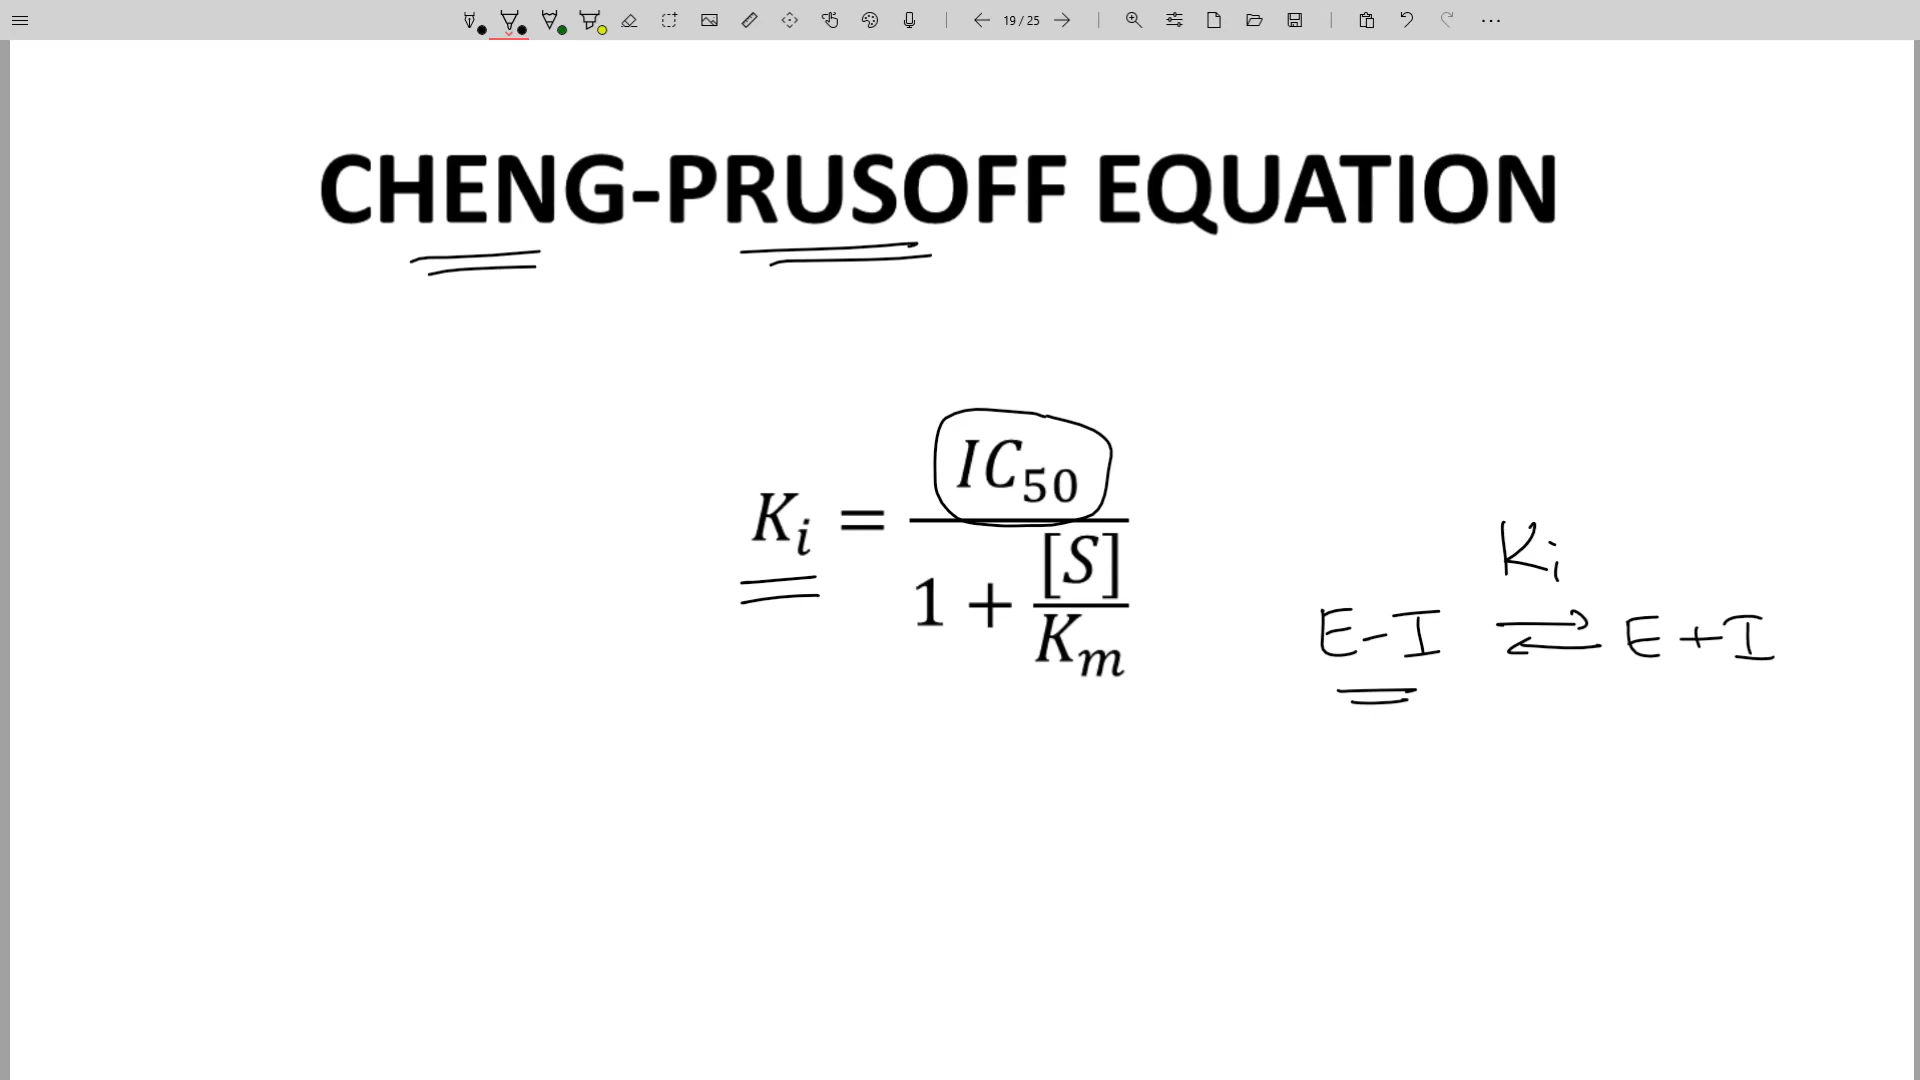 19 / 25
CHENG-PRUSOFF EQUATION
K_i = IC_50 / (1 + [S] / K_m)
K_i
E-I ⇌ E + I